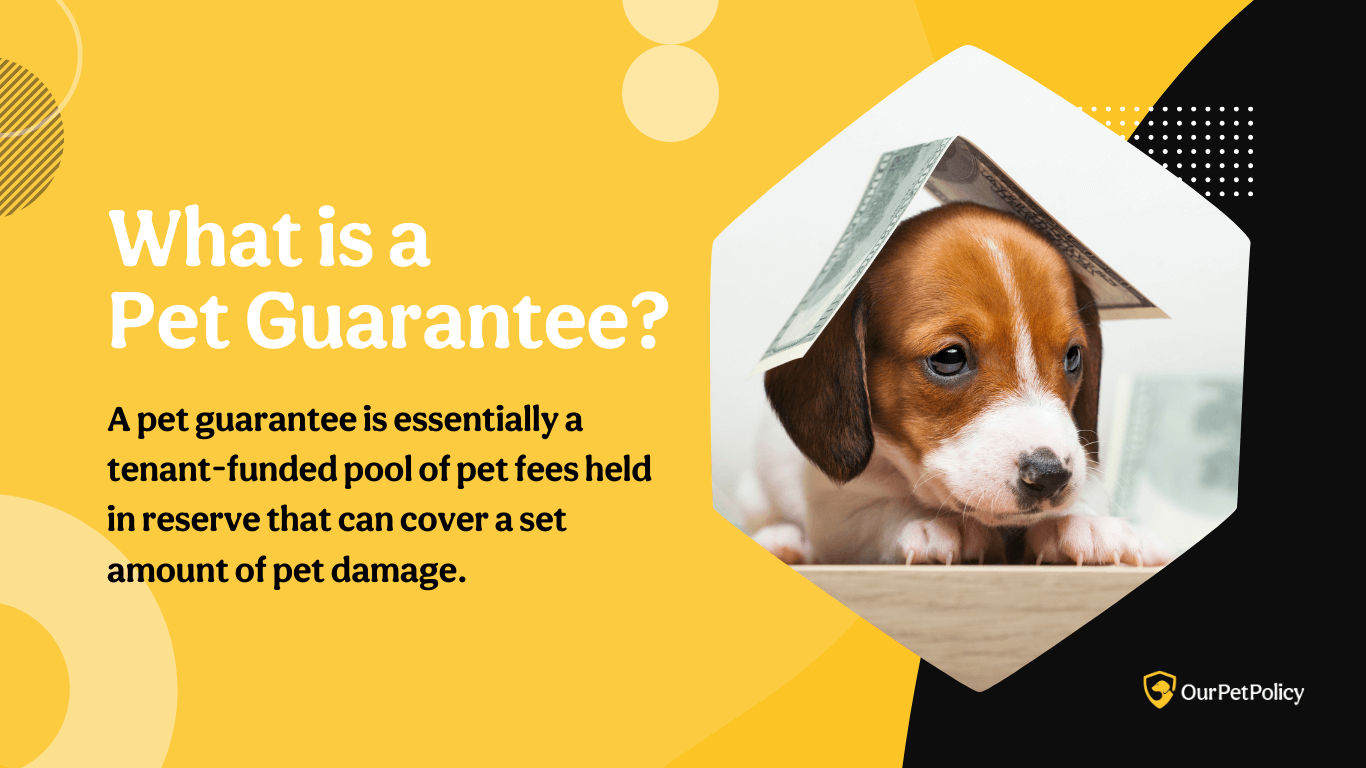 What is a
Pet Guarantee?
A pet guarantee is essentially a
tenant-funded pool of pet fees held
in reserve that can cover a set
amount of pet damage.
OurPetPolicy